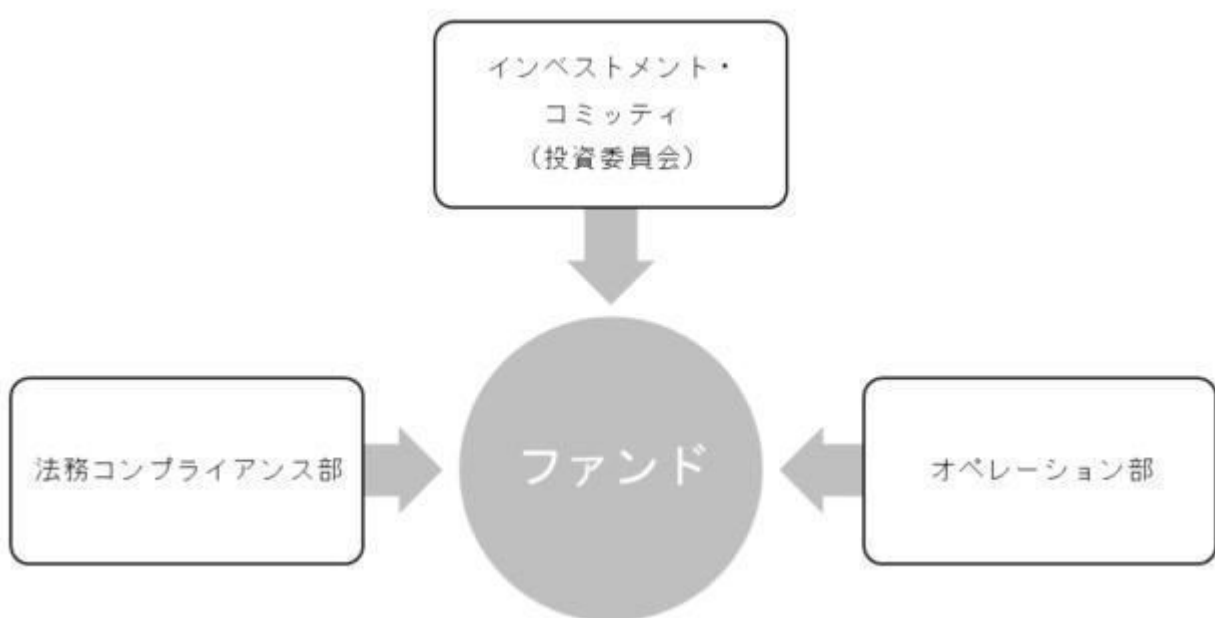 インベストメント・
コミッティ
（投資委員会）
法務コンプライアンス部
ファンド
オペレーション部